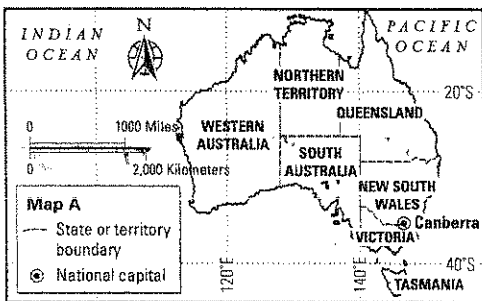 INDIAN
OCEAN
N
PACIFIC
OCEAN
NORTHERN
TERRITORY
20°S
QUEENSLAND
0 1000 Miles
WESTERN
AUSTRALIA
SOUTH
AUSTRALIA
0 2,000 Kilometers
NEW SOUTH
WALES
Map A
State or territory
boundary
National capital
Canberra
VICTORIA
120°E
140°E
40°S
TASMANIA